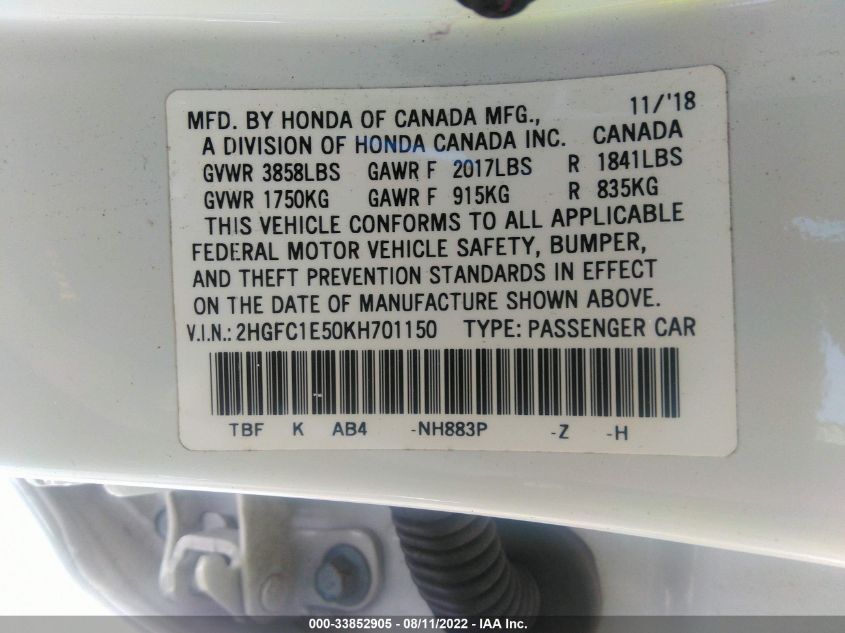 MFD. BY HONDA OF CANADA MFG., 11/'18
A DIVISION OF HONDA CANADA INC. CANADA
GVWR 3858LBS GAWR F 2017LBS R 1841LBS
GVWR 1750KG GAWR F 915KG R 835KG
THIS VEHICLE CONFORMS TO ALL APPLICABLE
FEDERAL MOTOR VEHICLE SAFETY, BUMPER,
AND THEFT PREVENTION STANDARDS IN EFFECT
ON THE DATE OF MANUFACTURE SHOWN ABOVE.
V.I.N.: 2HGFC1E50KH701150 TYPE: PASSENGER CAR
TBF K AB4 -NH883P -Z -H
000-33852905 - 08/11/2022 - IAA Inc.